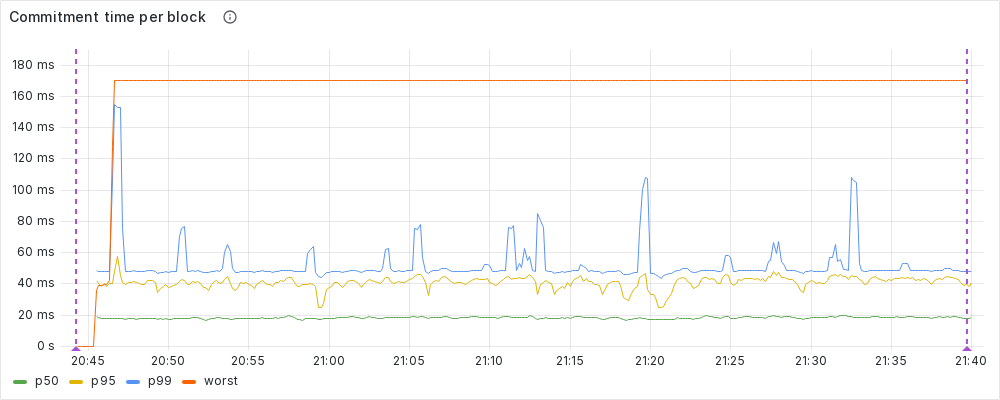 Commitment time per block
180 ms
160 ms
140 ms
120 ms
100 ms
80 ms
60 ms
40 ms
20 ms
0 s
20:45 20:50 20:55 21:00 21:05 21:10 21:15 21:20 21:25 21:30 21:35 21:40
p50 p95 p99 worst